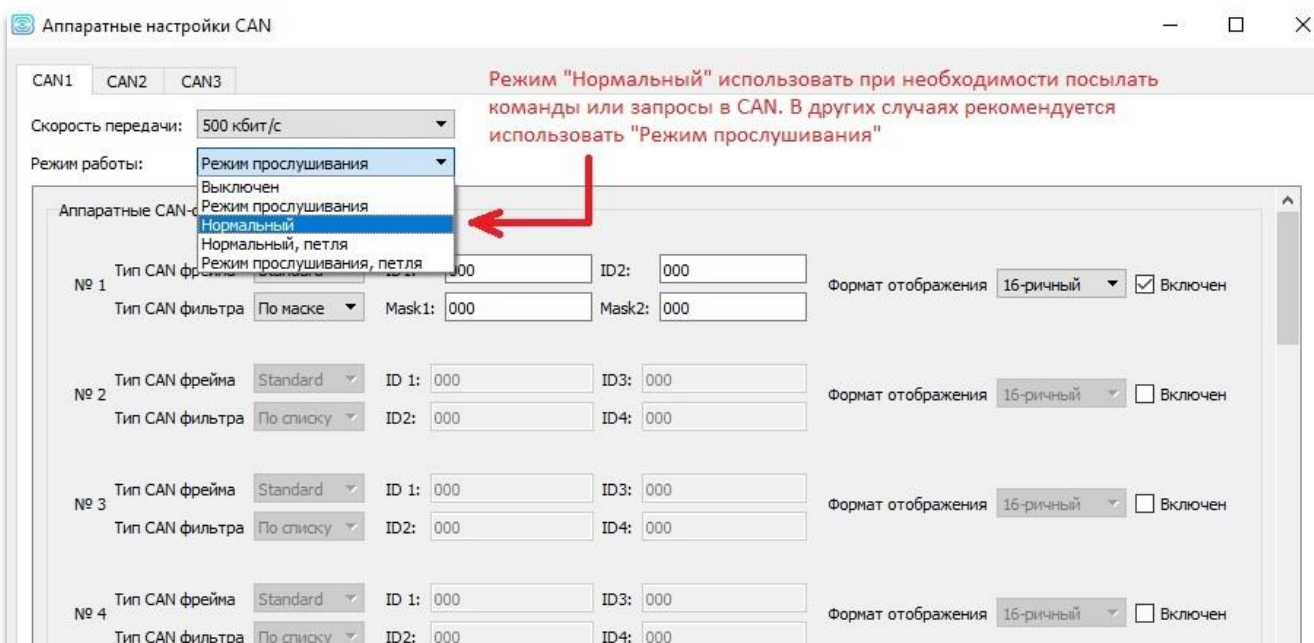 Аппаратные настройки CAN
CAN1 CAN2 CAN3
Режим "Нормальный" использовать при необходимости посылать
команды или запросы в CAN. В других случаях рекомендуется
использовать "Режим прослушивания"
Скорость передачи: 500 кбит/с
Режим работы: Режим прослушивания
Выключен
Режим прослушивания
Нормальный
Нормальный, петля
Режим прослушивания, петля
Аппаратные CAN-
№ 1
Тип CAN фрейма 000 ID2: 000
Тип CAN фильтра По маске Mask1: 000 Mask2: 000
Формат отображения 16-ричный Включен
№ 2
Тип CAN фрейма Standard ID 1: 000 ID3: 000
Тип CAN фильтра По списку ID2: 000 ID4: 000
Формат отображения 16-ричный Включен
№ 3
Тип CAN фрейма Standard ID 1: 000 ID3: 000
Тип CAN фильтра По списку ID2: 000 ID4: 000
Формат отображения 16-ричный Включен
№ 4
Тип CAN фрейма Standard ID 1: 000 ID3: 000
Тип CAN фильтра По списку ID2: 000 ID4: 000
Формат отображения 16-ричный Включен